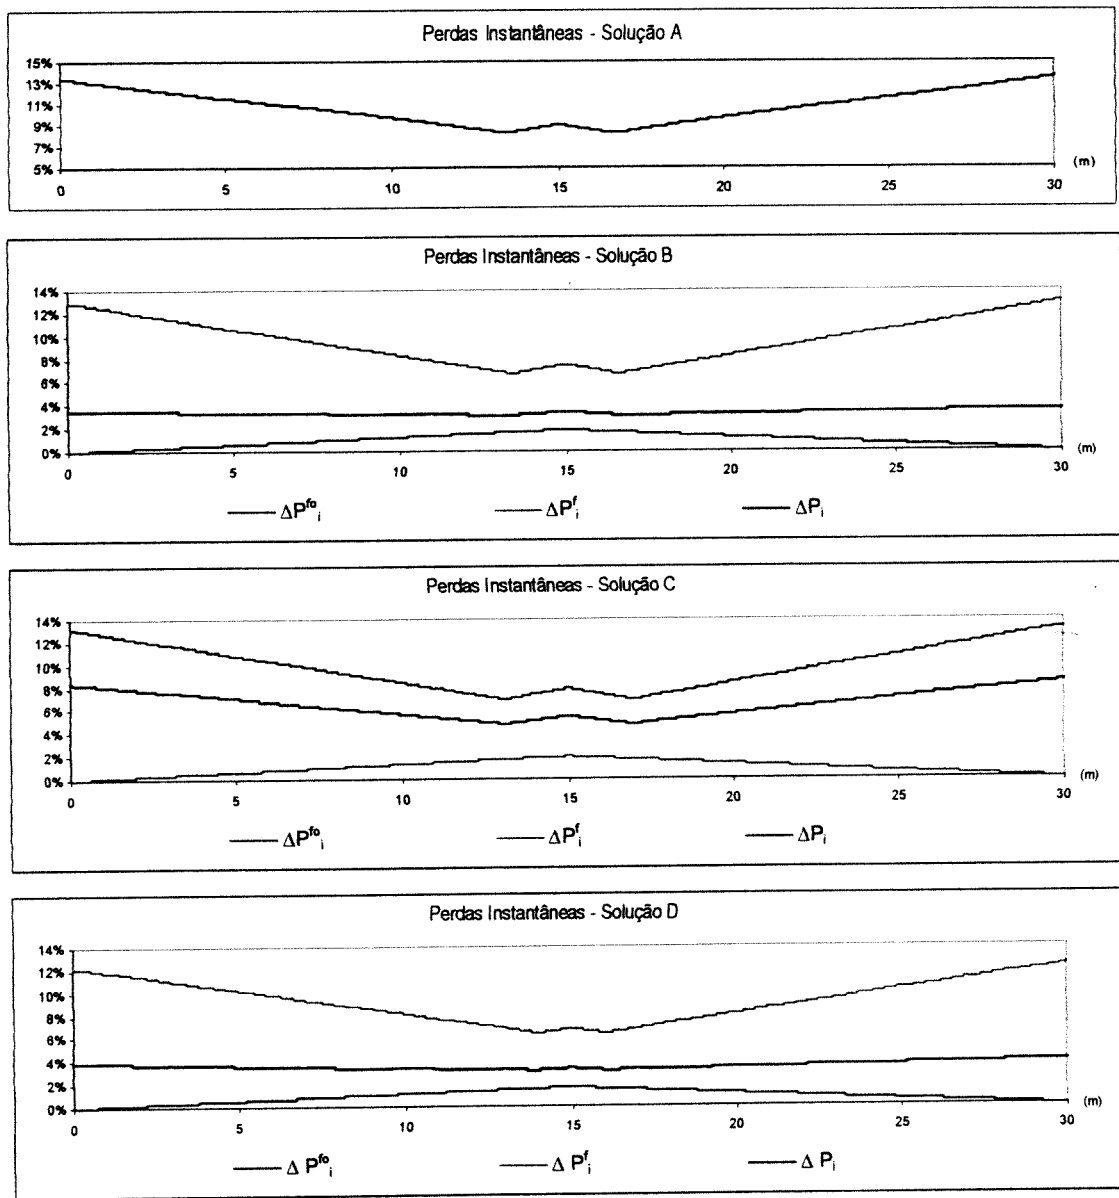 Perdas Instantâneas - Solução A
15%
13%
11%
9%
7%
5%
0 5 10 15 20 25 30
(m)
Perdas Instantâneas - Solução B
14%
12%
10%
8%
6%
4%
2%
0%
0 5 10 15 20 25 30
(m)
ΔP^fo_i ΔP^f_i ΔP_i
Perdas Instantâneas - Solução C
14%
12%
10%
8%
6%
4%
2%
0%
0 5 10 15 20 25 30
(m)
ΔP^fo_i ΔP^f_i ΔP_i
Perdas Instantâneas - Solução D
14%
12%
10%
8%
6%
4%
2%
0%
0 5 10 15 20 25 30
(m)
Δ P^fo_i Δ P^f_i Δ P_i